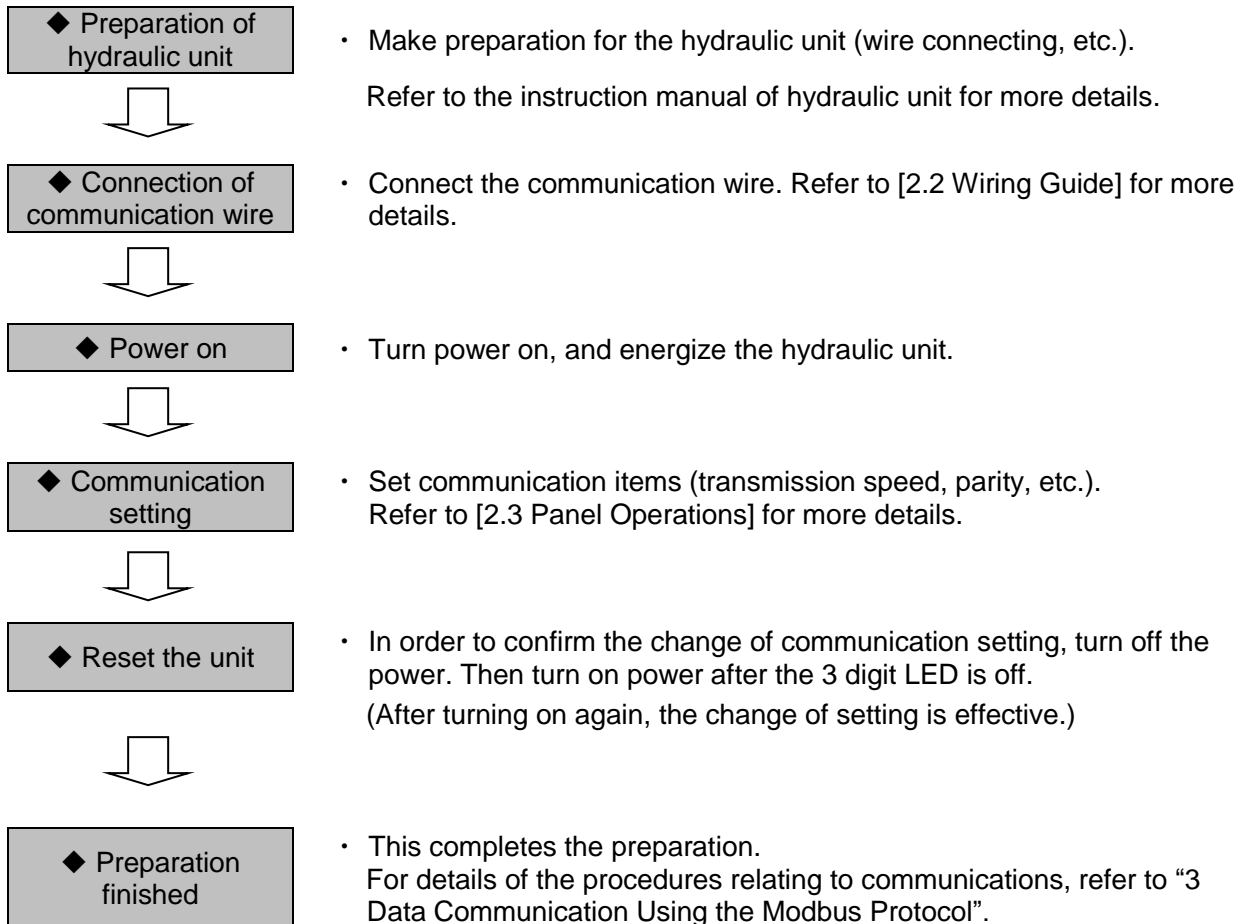 ◆ Preparation of
hydraulic unit
・ Make preparation for the hydraulic unit (wire connecting, etc.).
Refer to the instruction manual of hydraulic unit for more details.
◆ Connection of
communication wire
・ Connect the communication wire. Refer to [2.2 Wiring Guide] for more
details.
◆ Power on
・ Turn power on, and energize the hydraulic unit.
◆ Communication
setting
・ Set communication items (transmission speed, parity, etc.).
Refer to [2.3 Panel Operations] for more details.
◆ Reset the unit
・ In order to confirm the change of communication setting, turn off the
power. Then turn on power after the 3 digit LED is off.
(After turning on again, the change of setting is effective.)
◆ Preparation
finished
・ This completes the preparation.
For details of the procedures relating to communications, refer to “3
Data Communication Using the Modbus Protocol”.